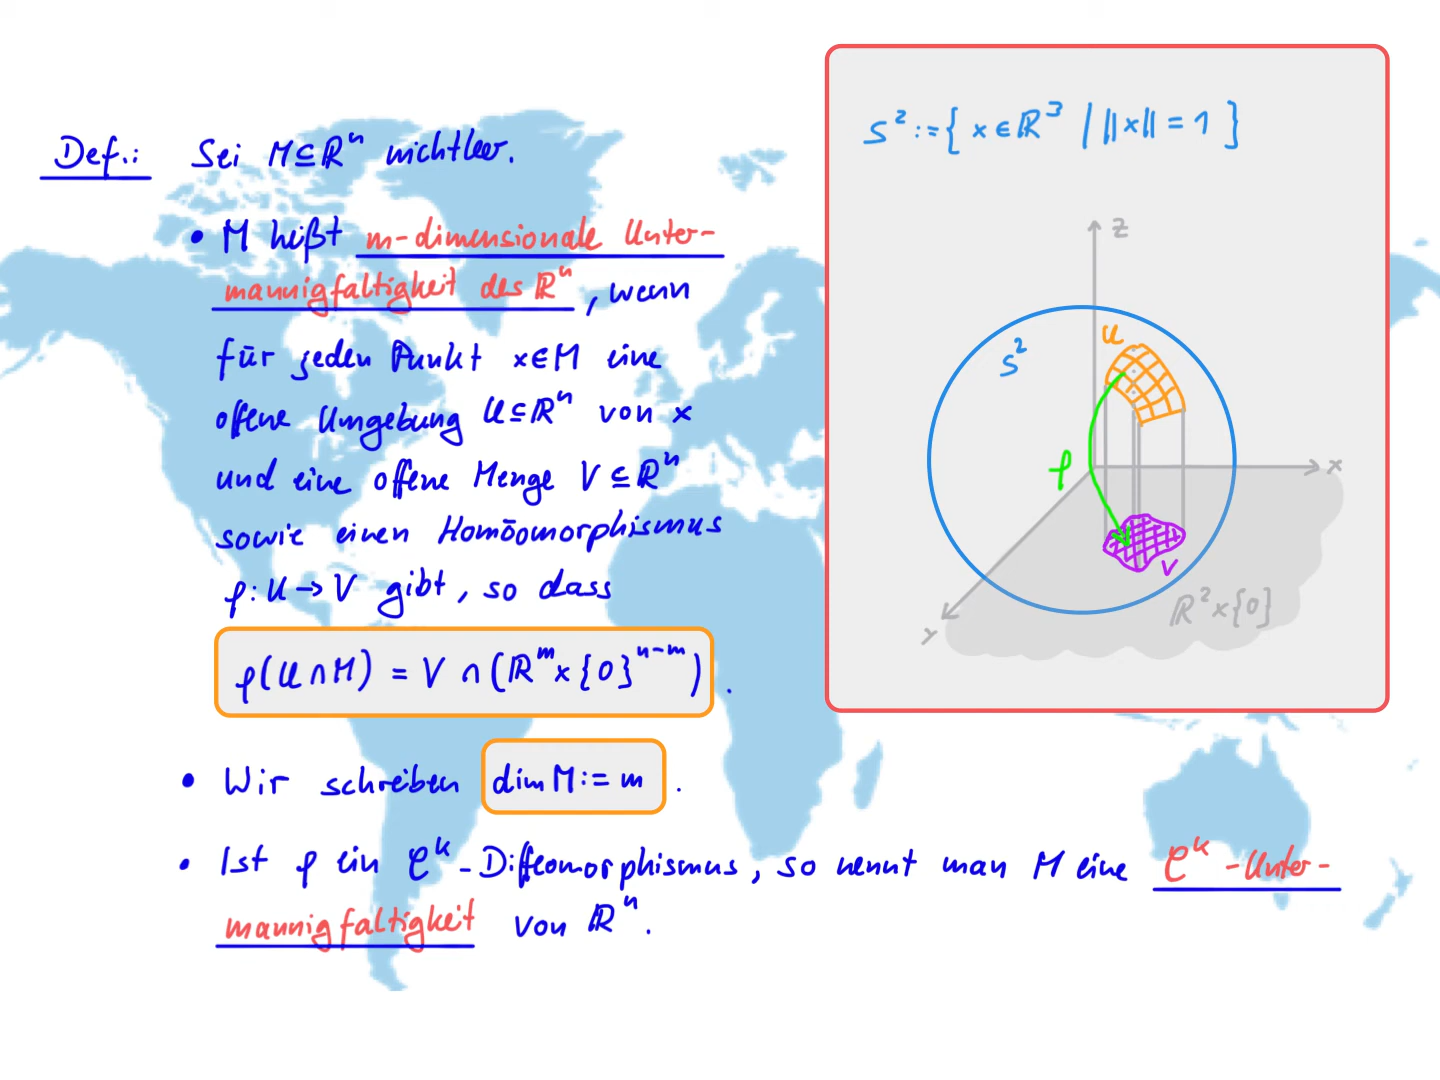 Def.: Sei M ⊆ ℝⁿ nichtleer.
• M heißt m-dimensionale Unter-
mannigfaltigkeit des ℝⁿ, wenn
für jeden Punkt x ∈ M eine
offene Umgebung U ⊆ ℝⁿ von x
und eine offene Menge V ⊆ ℝⁿ
sowie einen Homöomorphismus
φ: U → V gibt, so dass
φ(U ∩ M) = V ∩ (ℝᵐ × {0}ⁿ⁻ᵐ).
• Wir schreiben dim M := m.
• Ist φ ein 𝒞ᵏ-Diffeomorphismus, so nennt man M eine 𝒞ᵏ-Unter-
mannigfaltigkeit von ℝⁿ.
S² := { x ∈ ℝ³ | ||x|| = 1 }
z
U
S²
φ
x
V
ℝ² × {0}
y